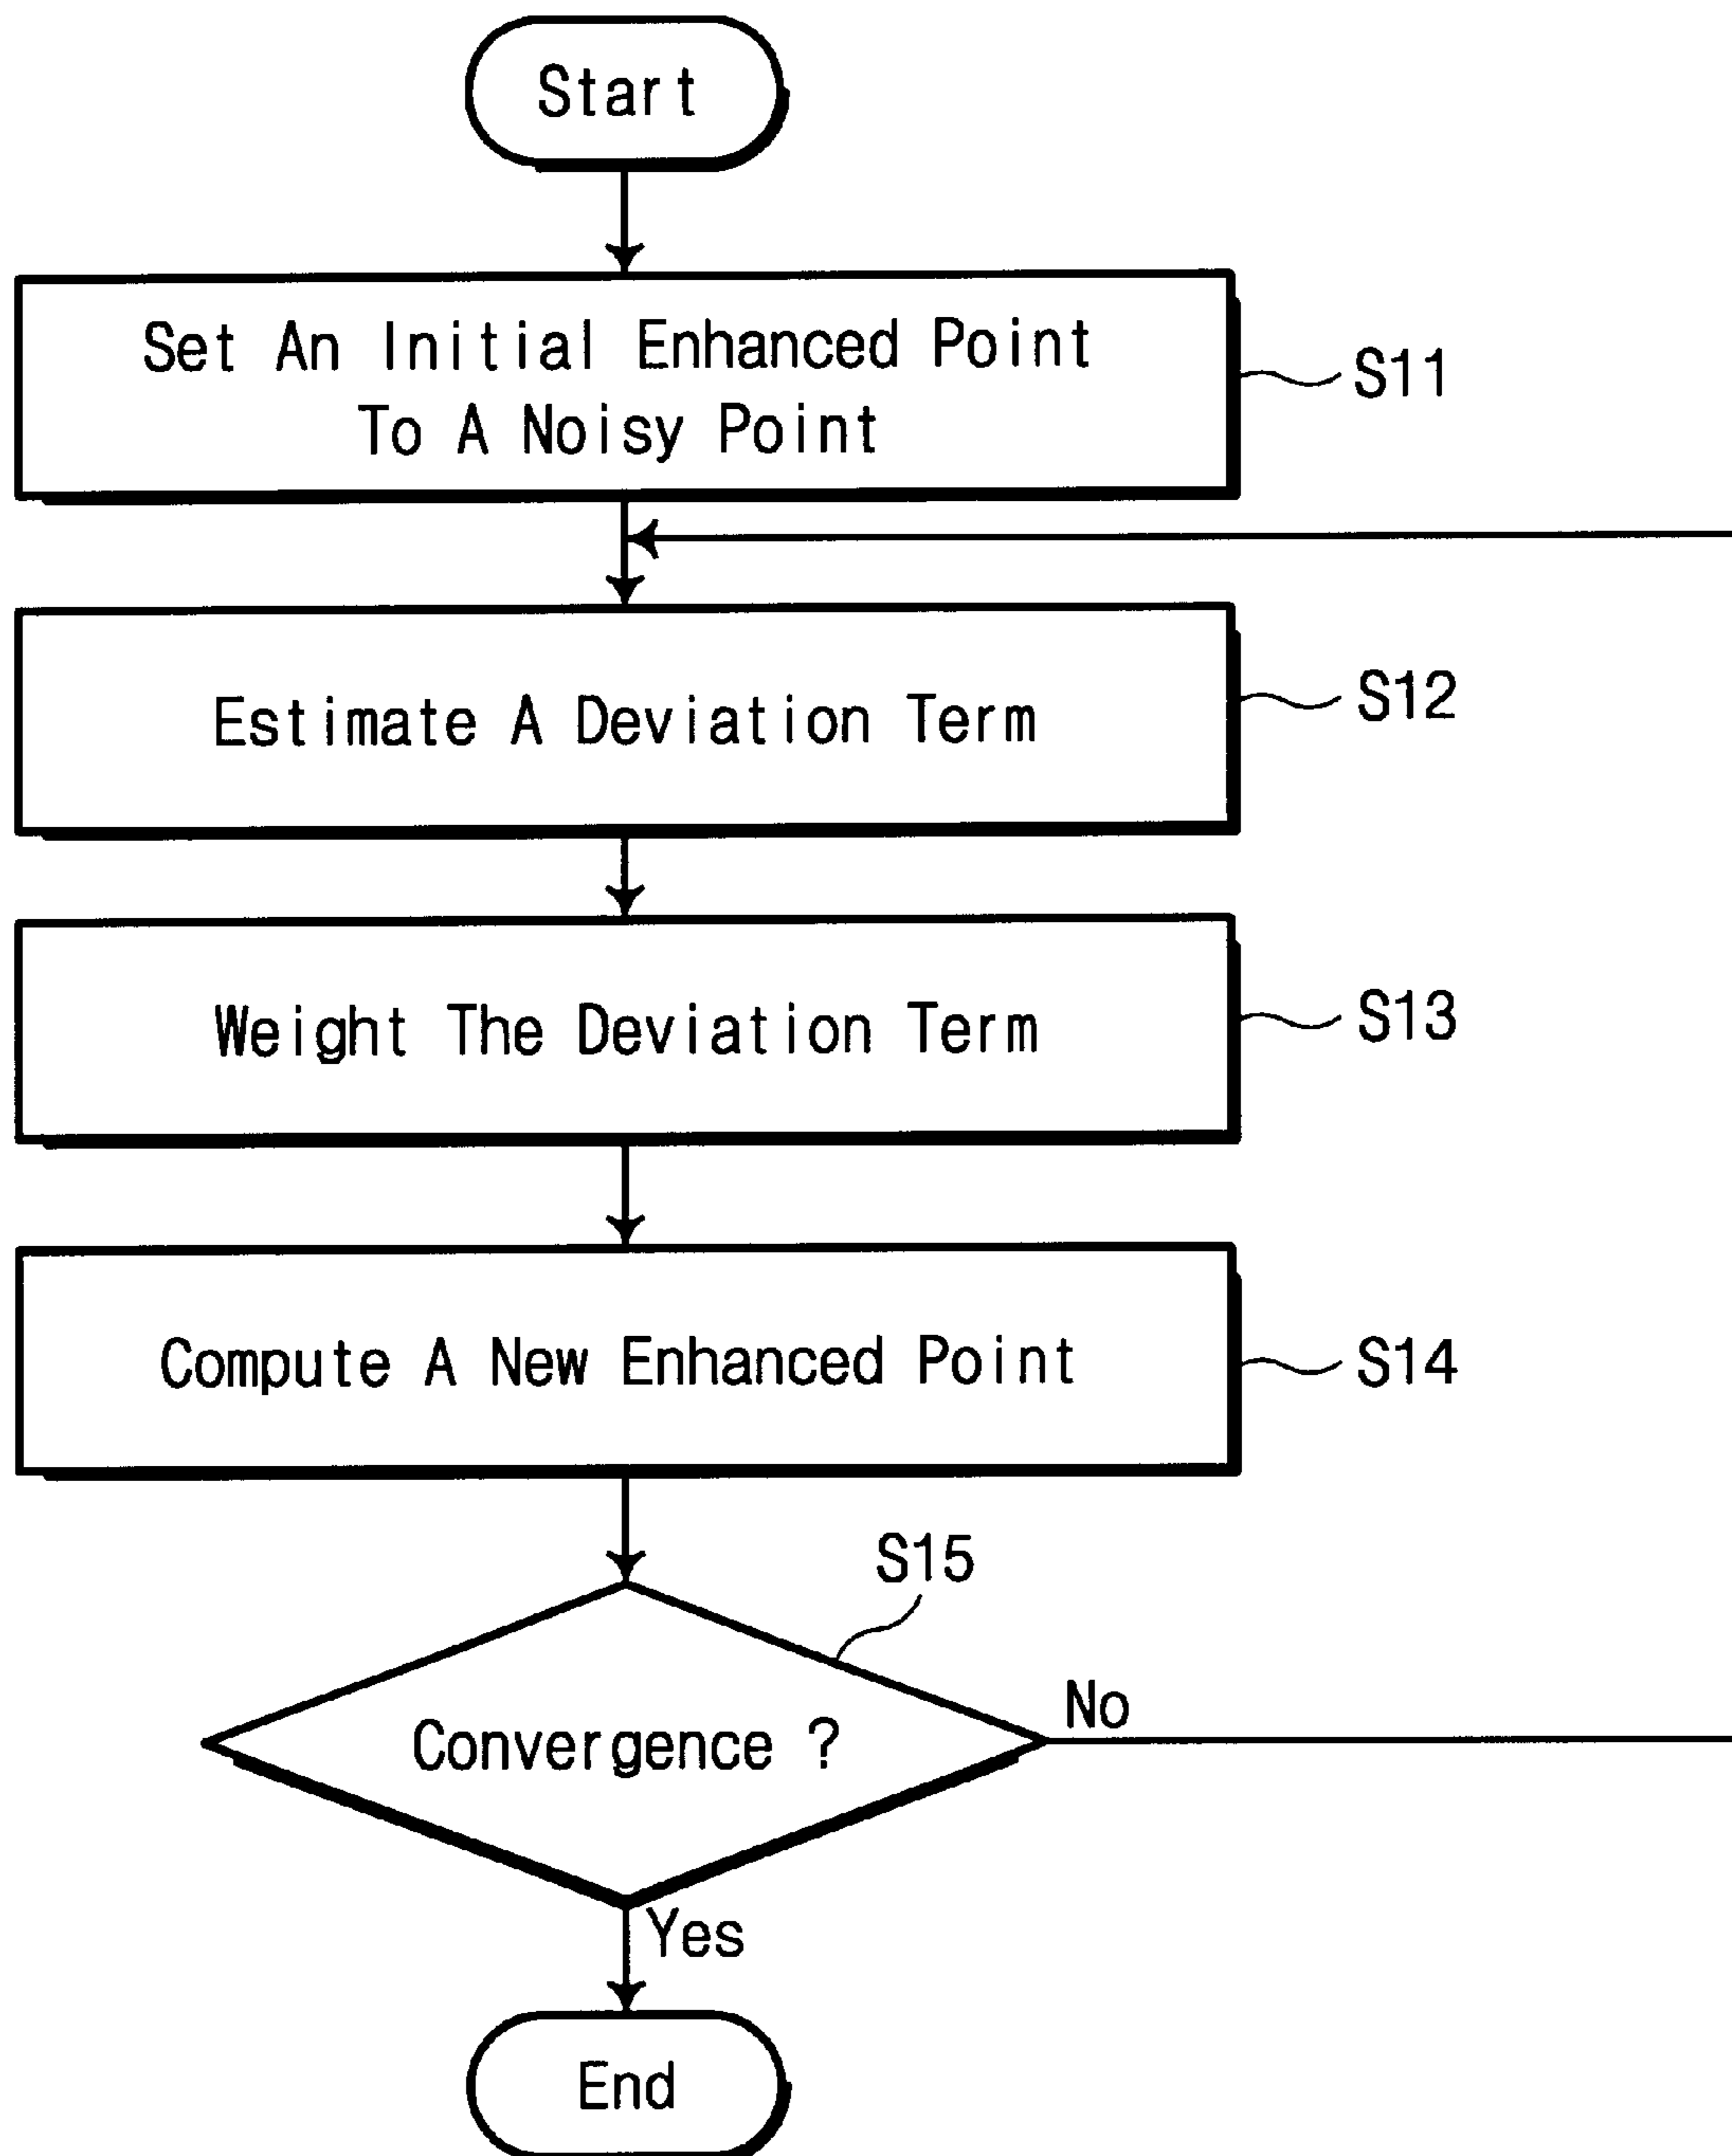 Start
Set An Initial Enhanced Point
To A Noisy Point
S11
Estimate A Deviation Term
S12
Weight The Deviation Term
S13
Compute A New Enhanced Point
S14
S15
Convergence ?
No
Yes
End